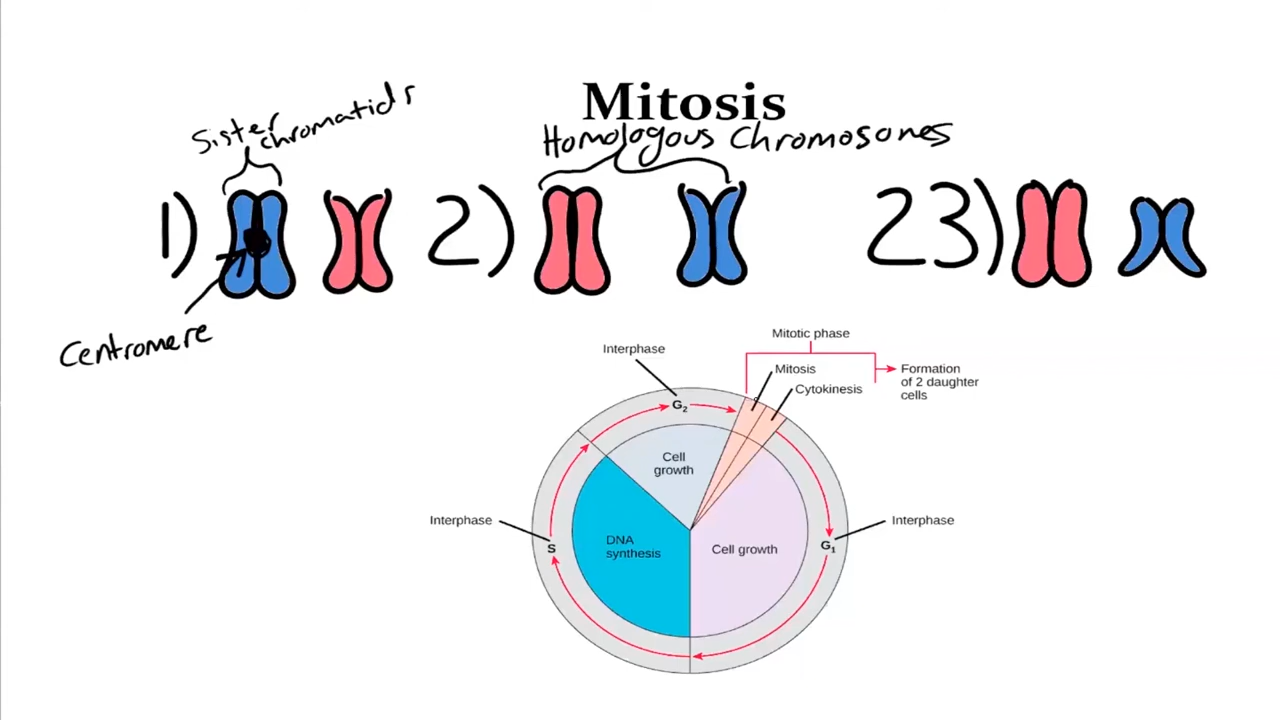 Mitosis
Sister
chromatids
Homologous Chromosones
1)
2)
23)
Centromere
Mitotic phase
Interphase
Mitosis
Cytokinesis
Formation
of 2 daughter
cells
G₂
Cell
growth
Interphase
S
DNA
synthesis
Cell growth
G₁
Interphase